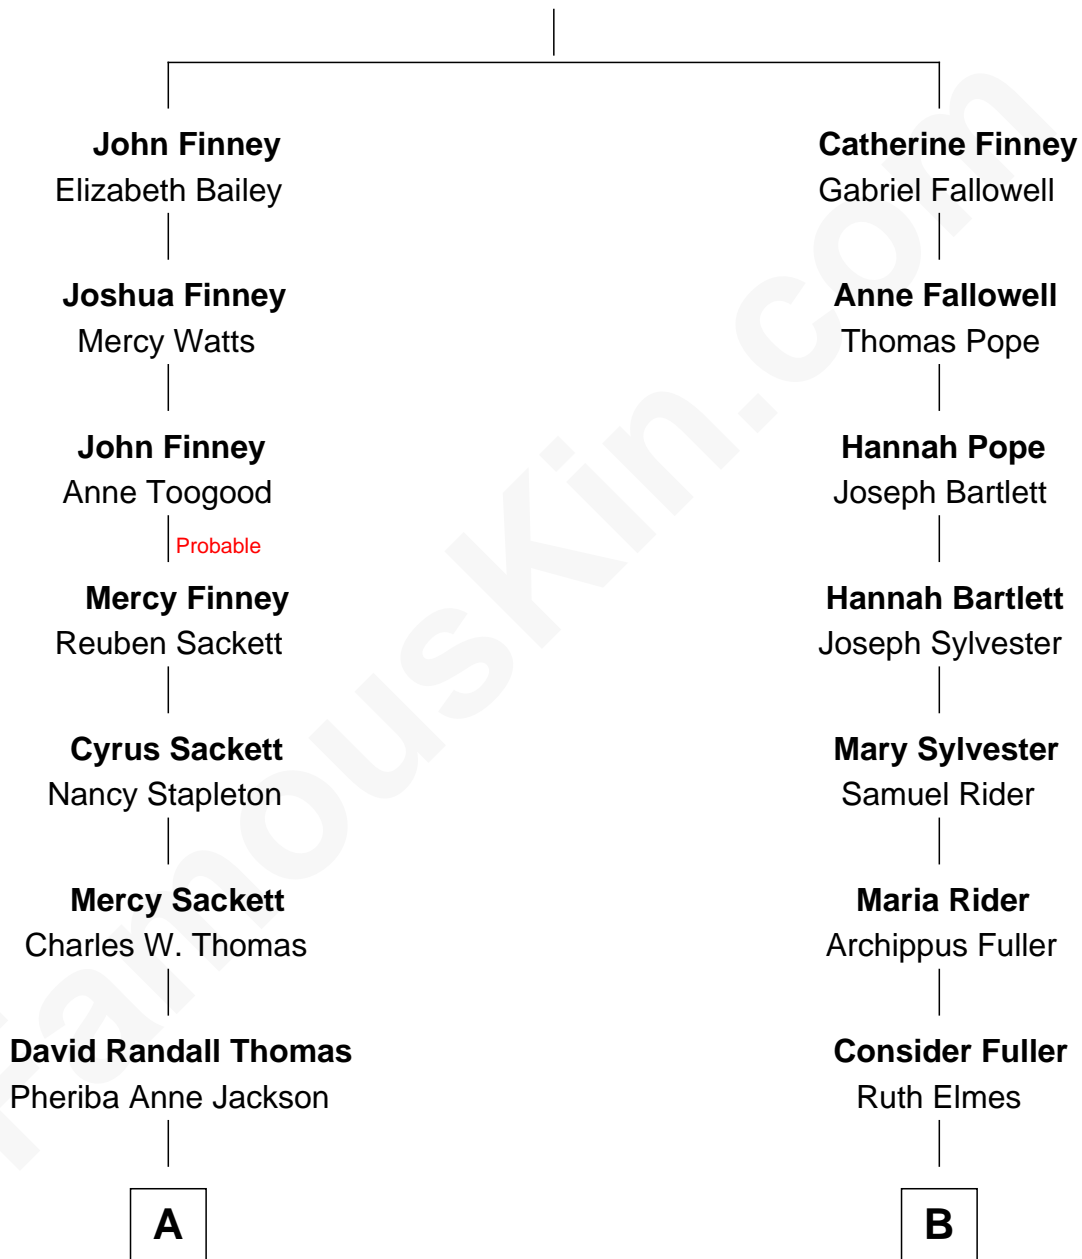 John Finney
Elizabeth Bailey
Joshua Finney
Mercy Watts
John Finney
Anne Toogood
Probable
Mercy Finney
Reuben Sackett
Cyrus Sackett
Nancy Stapleton
Mercy Sackett
Charles W. Thomas
David Randall Thomas
Pheriba Anne Jackson
A
Catherine Finney
Gabriel Fallowell
Anne Fallowell
Thomas Pope
Hannah Pope
Joseph Bartlett
Hannah Bartlett
Joseph Sylvester
Mary Sylvester
Samuel Rider
Maria Rider
Archippus Fuller
Consider Fuller
Ruth Elmes
B
FamousKin.com